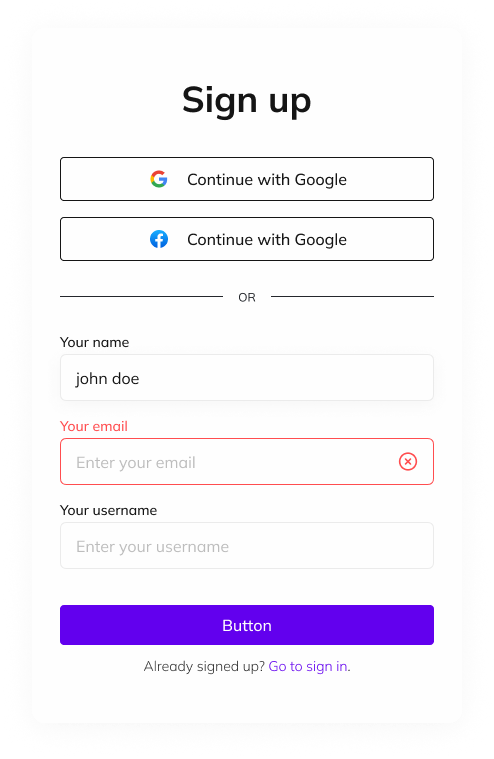 Sign up
Continue with Google
Continue with Google
OR
Your name
john doe
Your email
Enter your email
Your username
Enter your username
Button
Already signed up? Go to sign in.